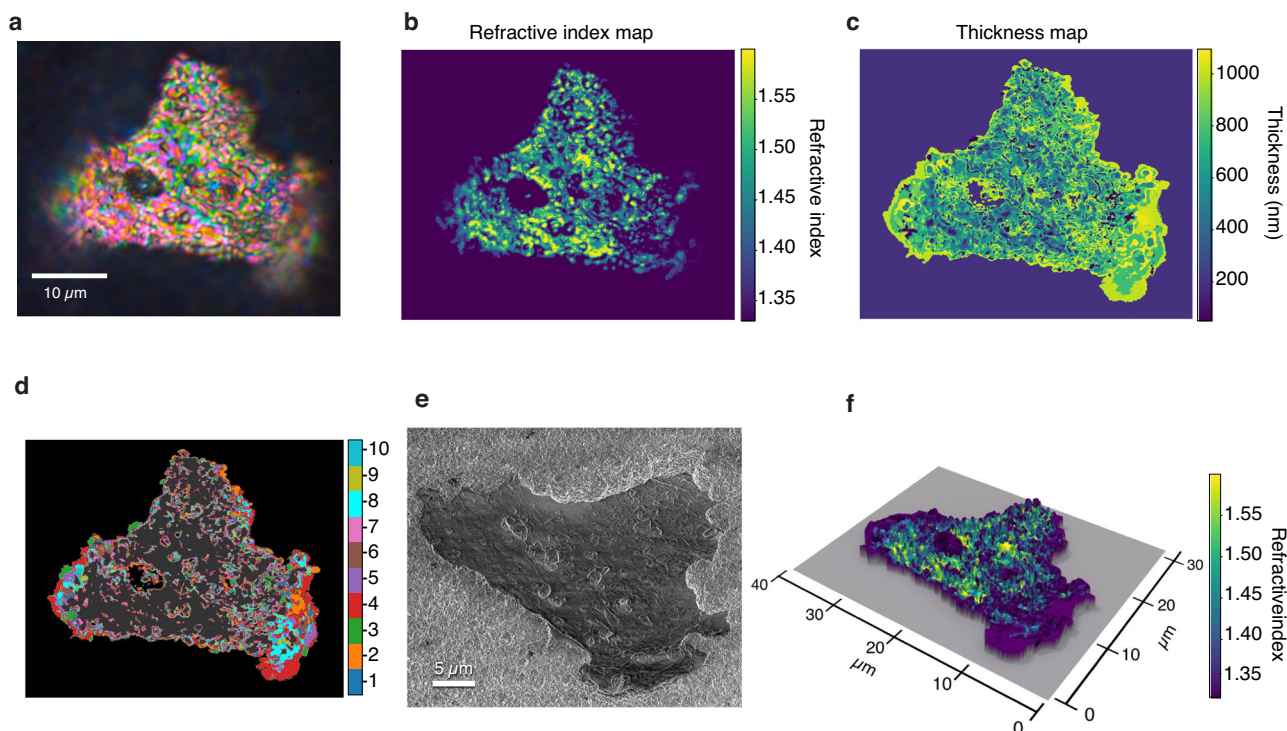 a
10 µm
b
Refractive index map
1.55
1.50
1.45
1.40
1.35
Refractive index
c
Thickness map
1000
800
600
400
200
Thickness (nm)
d
10
9
8
7
6
5
4
3
2
1
e
5 µm
f
40
30
20
10
0
µm
30
20
10
0
µm
1.55
1.50
1.45
1.40
1.35
Refractiveindex